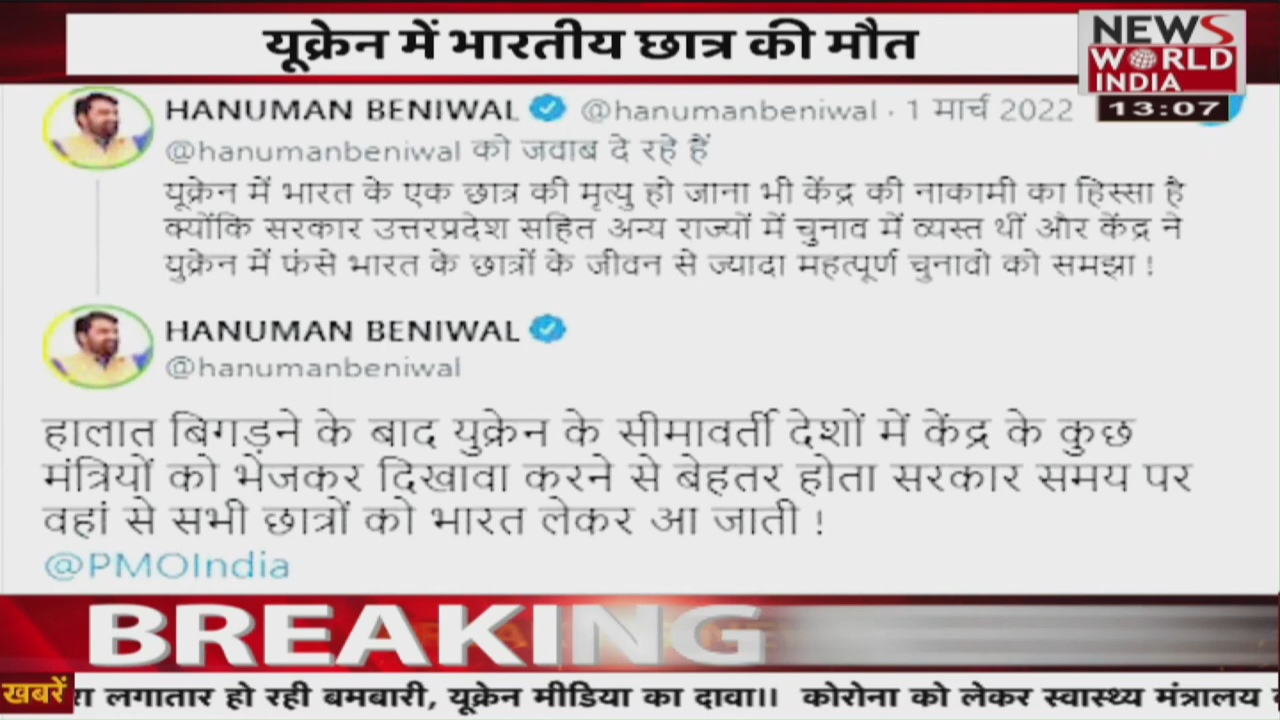 यूक्रेन में भारतीय छात्र की मौत
NEWS
WORLD
INDIA
13:07
HANUMAN BENIWAL @hanumanbeniwal · 1 मार्च 2022
@hanumanbeniwal को जवाब दे रहे हैं
यूक्रेन में भारत के एक छात्र की मृत्यु हो जाना भी केंद्र की नाकामी का हिस्सा है
क्योंकि सरकार उत्तरप्रदेश सहित अन्य राज्यों में चुनाव में व्यस्त थीं और केंद्र ने
युक्रेन में फंसे भारत के छात्रों के जीवन से ज्यादा महत्पूर्ण चुनावो को समझा !
HANUMAN BENIWAL
@hanumanbeniwal
हालात बिगड़ने के बाद युक्रेन के सीमावर्ती देशों में केंद्र के कुछ
मंत्रियों को भेजकर दिखावा करने से बेहतर होता सरकार समय पर
वहां से सभी छात्रों को भारत लेकर आ जाती !
@PMOIndia
BREAKING
खबरें लगातार हो रही बमबारी, यूक्रेन मीडिया का दावा।। कोरोना को लेकर स्वास्थ्य मंत्रालय